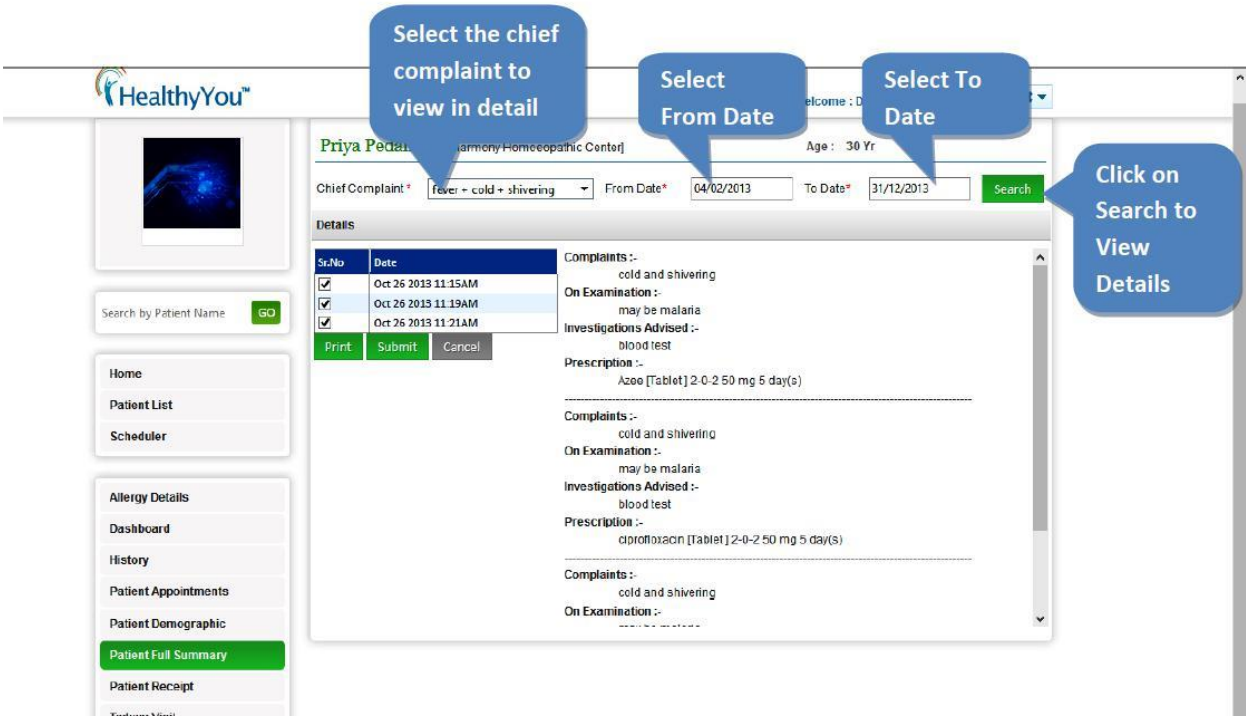 Select the chief
complaint to
view in detail
Select
From Date
Select To
Date
Click on
Search to
View
Details
HealthyYou™
elcome : D
Priya armony Homoeopathic Center]
Age : 30 Yr
Chief Complaint * fever + cold + shivering From Date* 04/02/2013 To Date* 31/12/2013 Search
Details
Sr.No Date
Oct 26 2013 11:15AM
Oct 26 2013 11:19AM
Oct 26 2013 11:21AM
Print Submit Cancel
Complaints :-
cold and shivering
On Examination :-
may be malaria
Investigations Advised :-
blood test
Prescription :-
Azee [Tablet] 2-0-2 50 mg 5 day(s)
Complaints :-
cold and shivering
On Examination :-
may be malaria
Investigations Advised :-
blood test
Prescription :-
ciprofloxacin [Tablet] 2-0-2 50 mg 5 day(s)
Complaints :-
cold and shivering
On Examination :-
may be malaria
Search by Patient Name GO
Home
Patient List
Scheduler
Allergy Details
Dashboard
History
Patient Appointments
Patient Demographic
Patient Full Summary
Patient Receipt